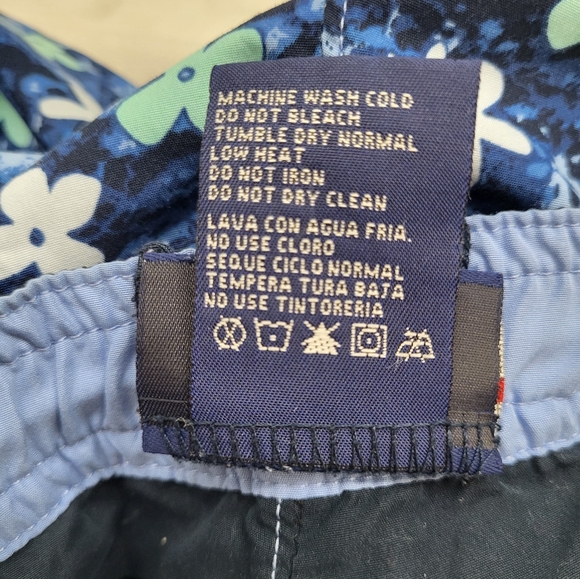 MACHINE WASH COLD
DO NOT BLEACH
TUMBLE DRY NORMAL
LOW HEAT
DO NOT IRON
DO NOT DRY CLEAN
LAVA CON AGUA FRIA.
NO USE CLORO
SEQUE CICLO NORMAL
TEMPERA TURA BAJA
NO USE TINTORERIA